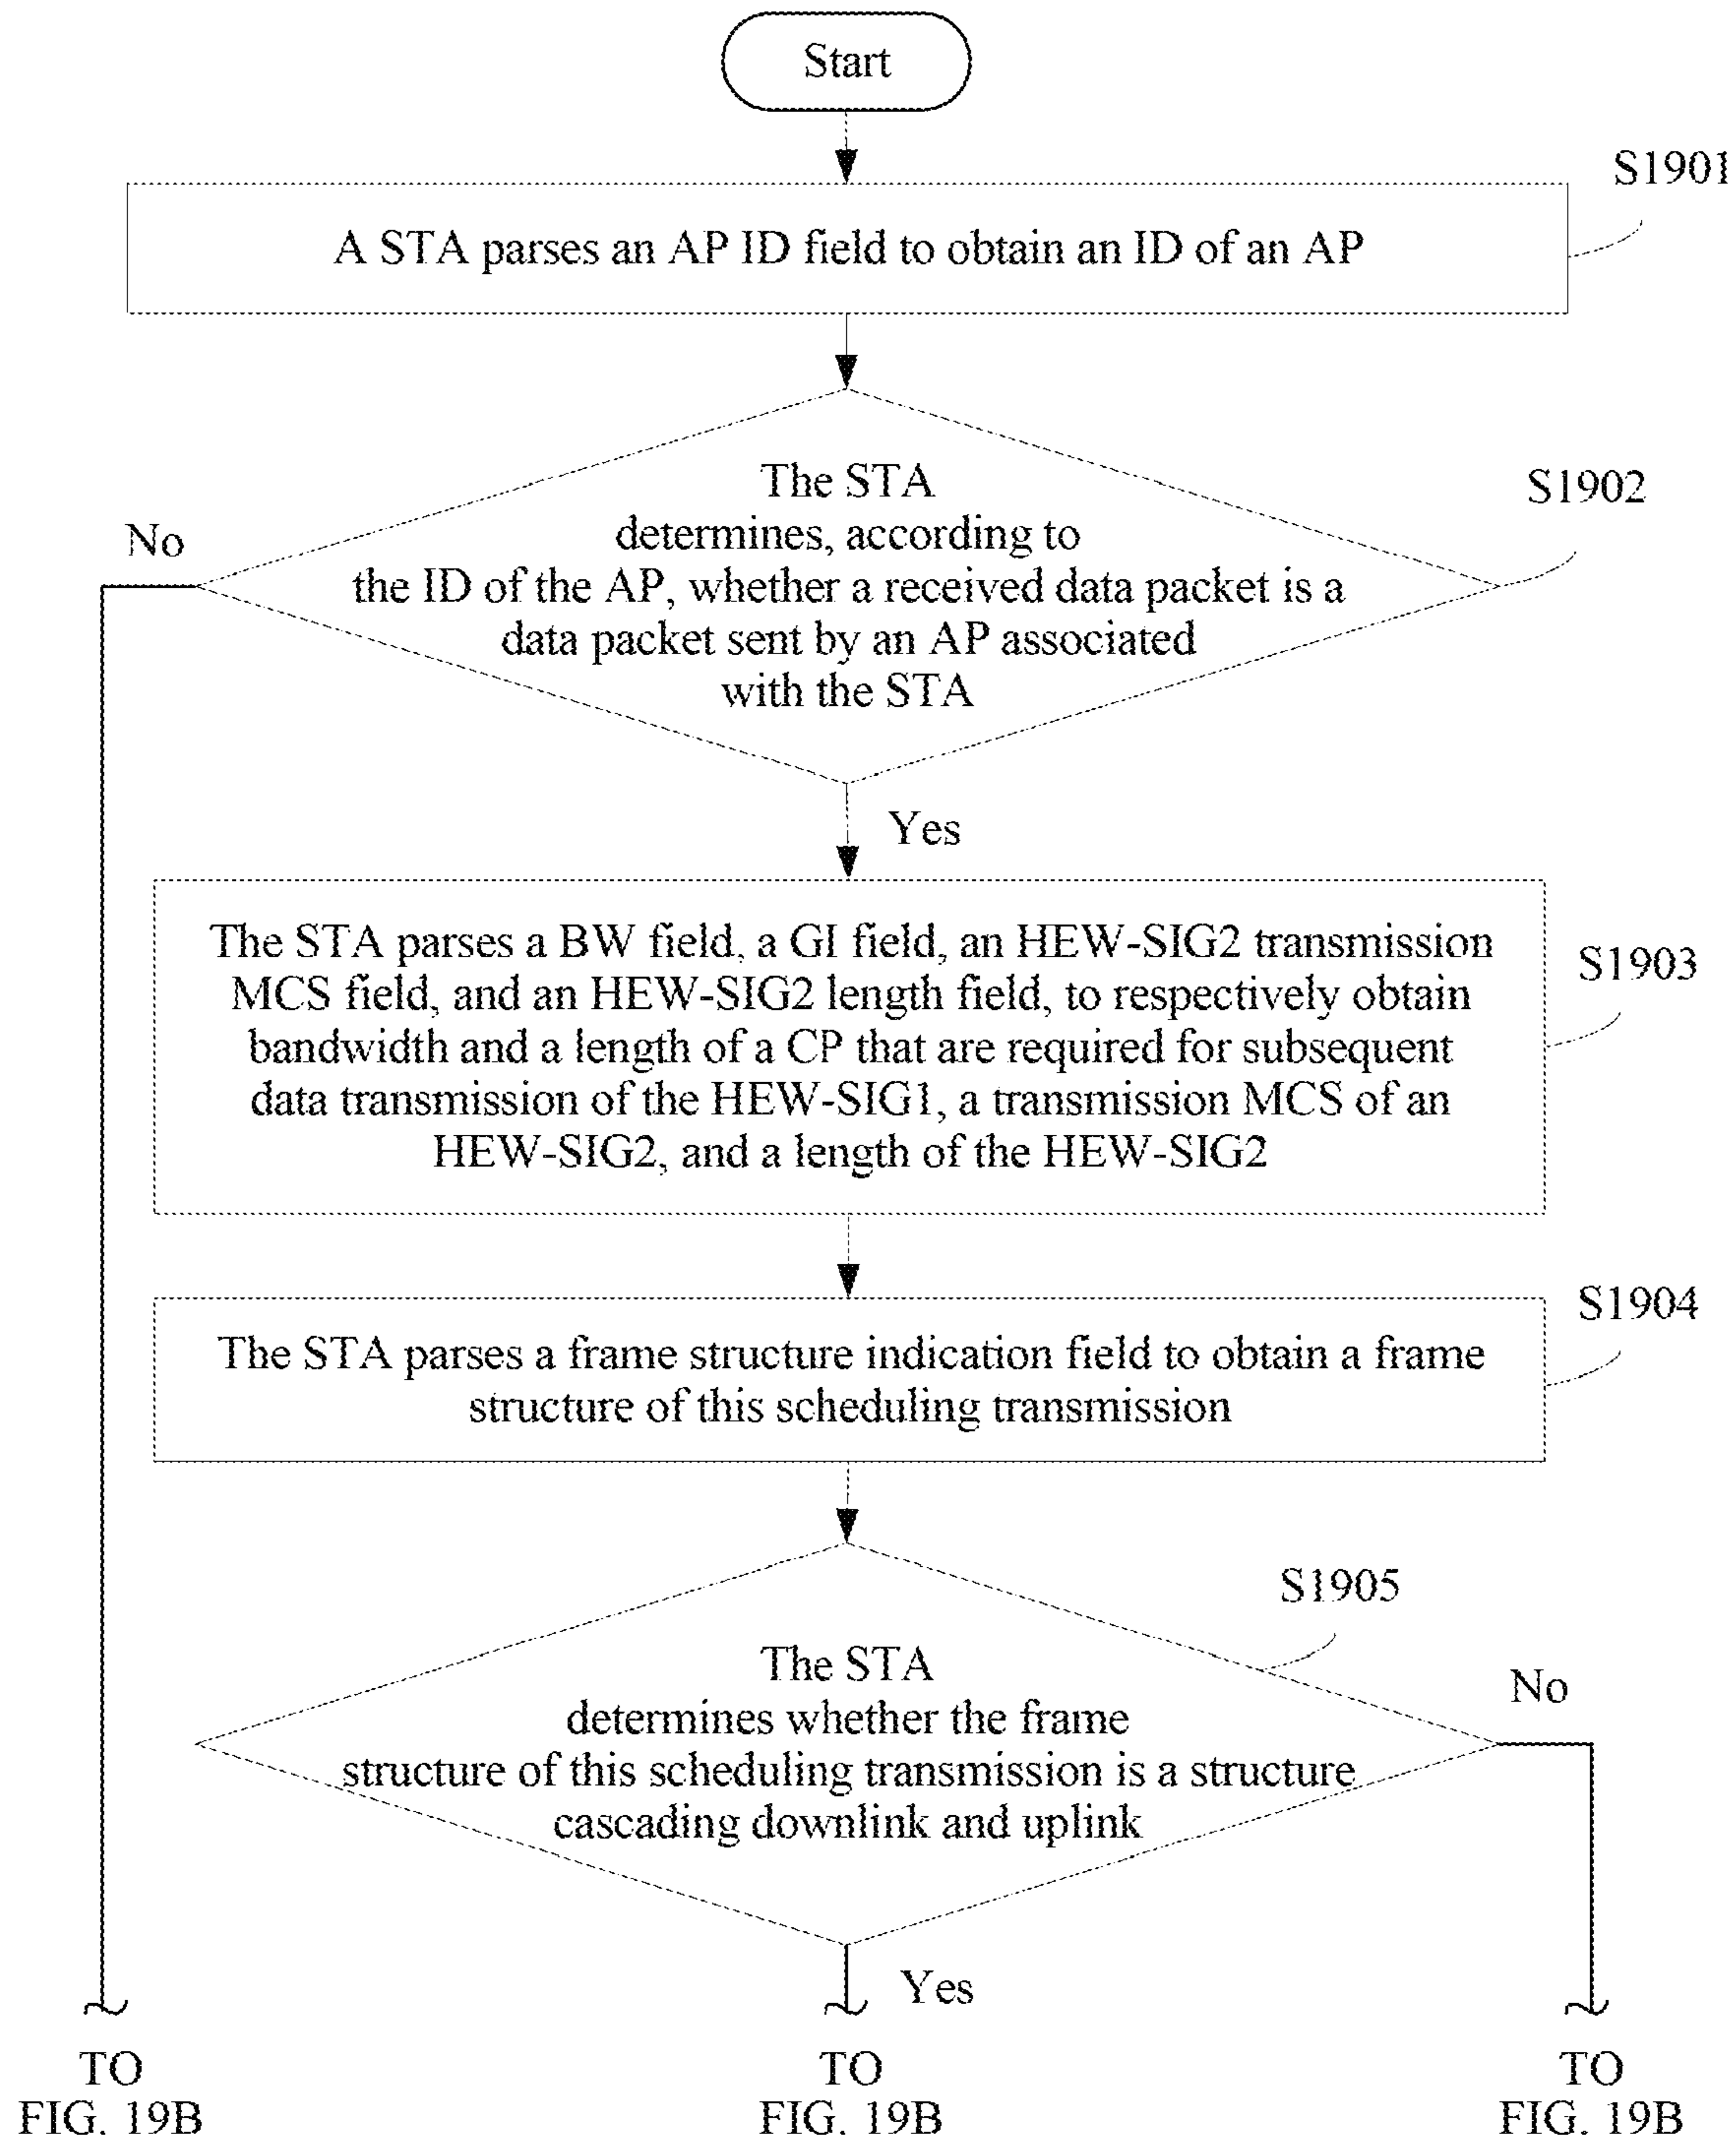 Start
S1901
A STA parses an AP ID field to obtain an ID of an AP
S1902
No
The STA
determines, according to
the ID of the AP, whether a received data packet is a
data packet sent by an AP associated
with the STA
Yes
S1903
The STA parses a BW field, a GI field, an HEW-SIG2 transmission
MCS field, and an HEW-SIG2 length field, to respectively obtain
bandwidth and a length of a CP that are required for subsequent
data transmission of the HEW-SIG1, a transmission MCS of an
HEW-SIG2, and a length of the HEW-SIG2
S1904
The STA parses a frame structure indication field to obtain a frame
structure of this scheduling transmission
S1905
The STA
determines whether the frame
structure of this scheduling transmission is a structure
cascading downlink and uplink
No
Yes
TO
FIG. 19B
TO
FIG. 19B
TO
FIG. 19B